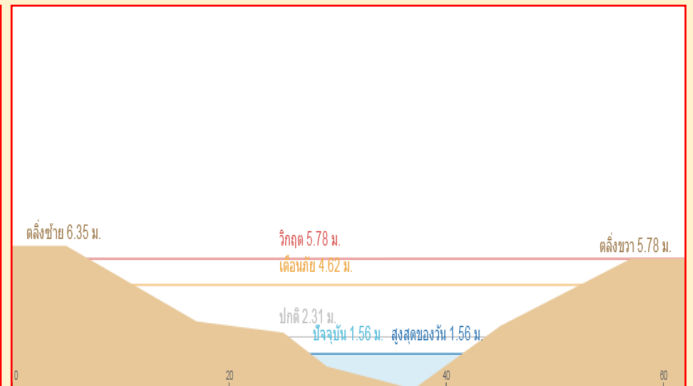 ตลิ่งซ้าย 6.35 ม.
วิกฤต 5.78 ม.
ตลิ่งขวา 5.78 ม.
เตือนภัย 4.62 ม.
ปกติ 2.31 ม.
ปัจจุบัน 1.56 ม. สูงสุดของวัน 1.56 ม.
0 20 40 60